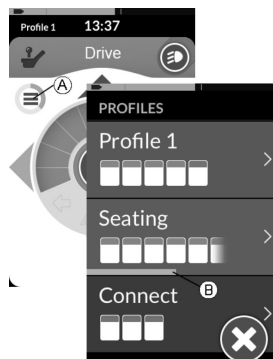 Profile 1 13:37
Drive
A
PROFILES
Profile 1
Seating
B
Connect